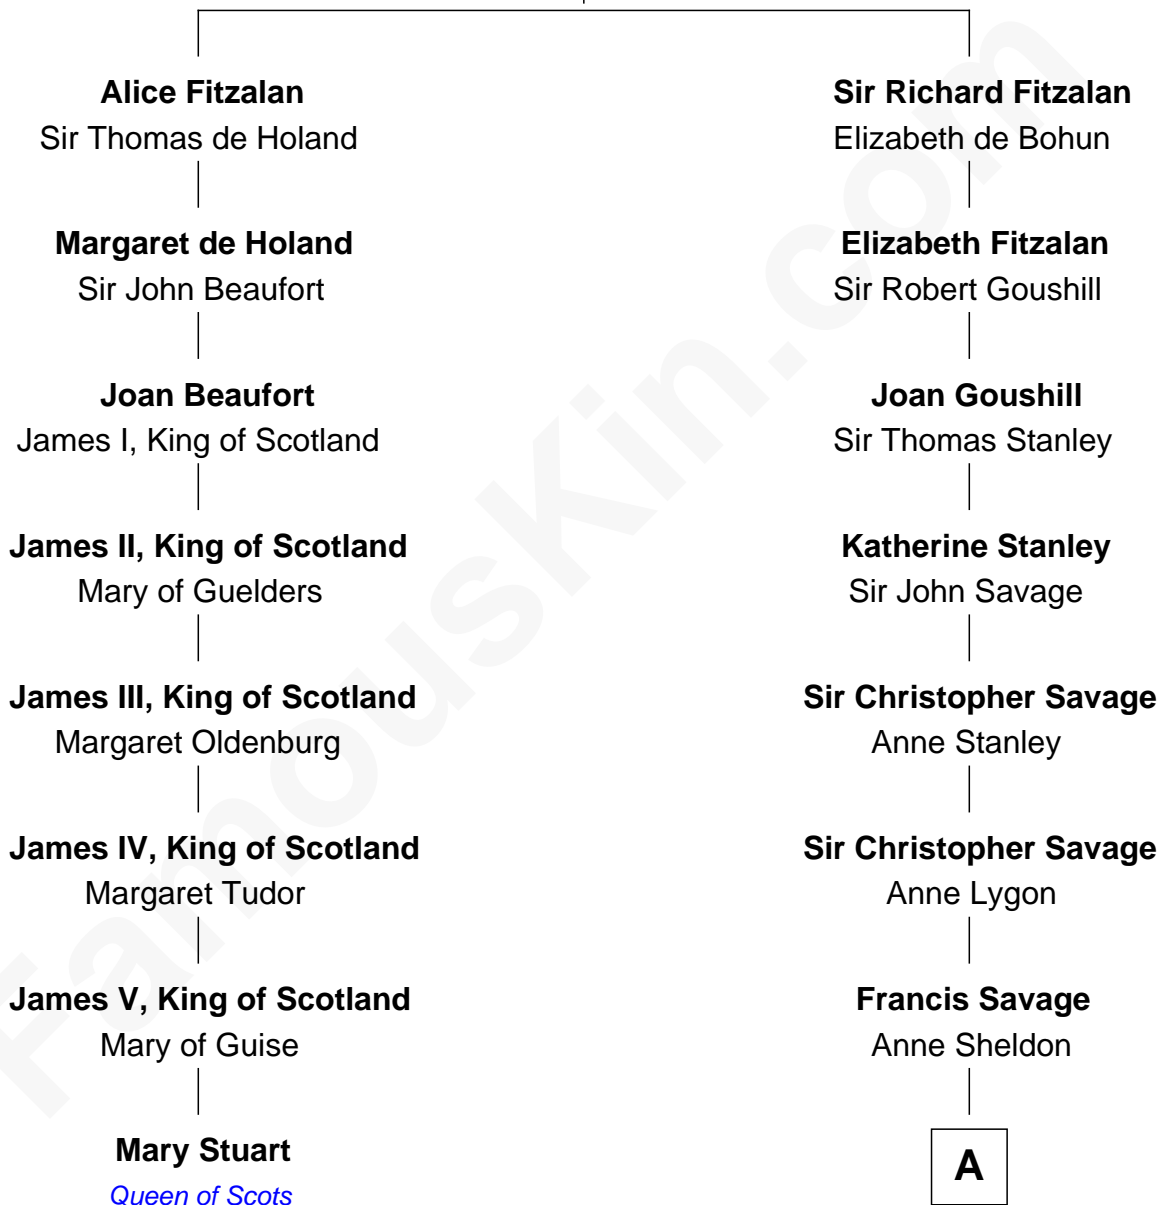 Alice Fitzalan
Sir Thomas de Holand
Margaret de Holand
Sir John Beaufort
Joan Beaufort
James I, King of Scotland
James II, King of Scotland
Mary of Guelders
James III, King of Scotland
Margaret Oldenburg
James IV, King of Scotland
Margaret Tudor
James V, King of Scotland
Mary of Guise
Mary Stuart
Queen of Scots
Sir Richard Fitzalan
Elizabeth de Bohun
Elizabeth Fitzalan
Sir Robert Goushill
Joan Goushill
Sir Thomas Stanley
Katherine Stanley
Sir John Savage
Sir Christopher Savage
Anne Stanley
Sir Christopher Savage
Anne Lygon
Francis Savage
Anne Sheldon
A
FamousKin.com